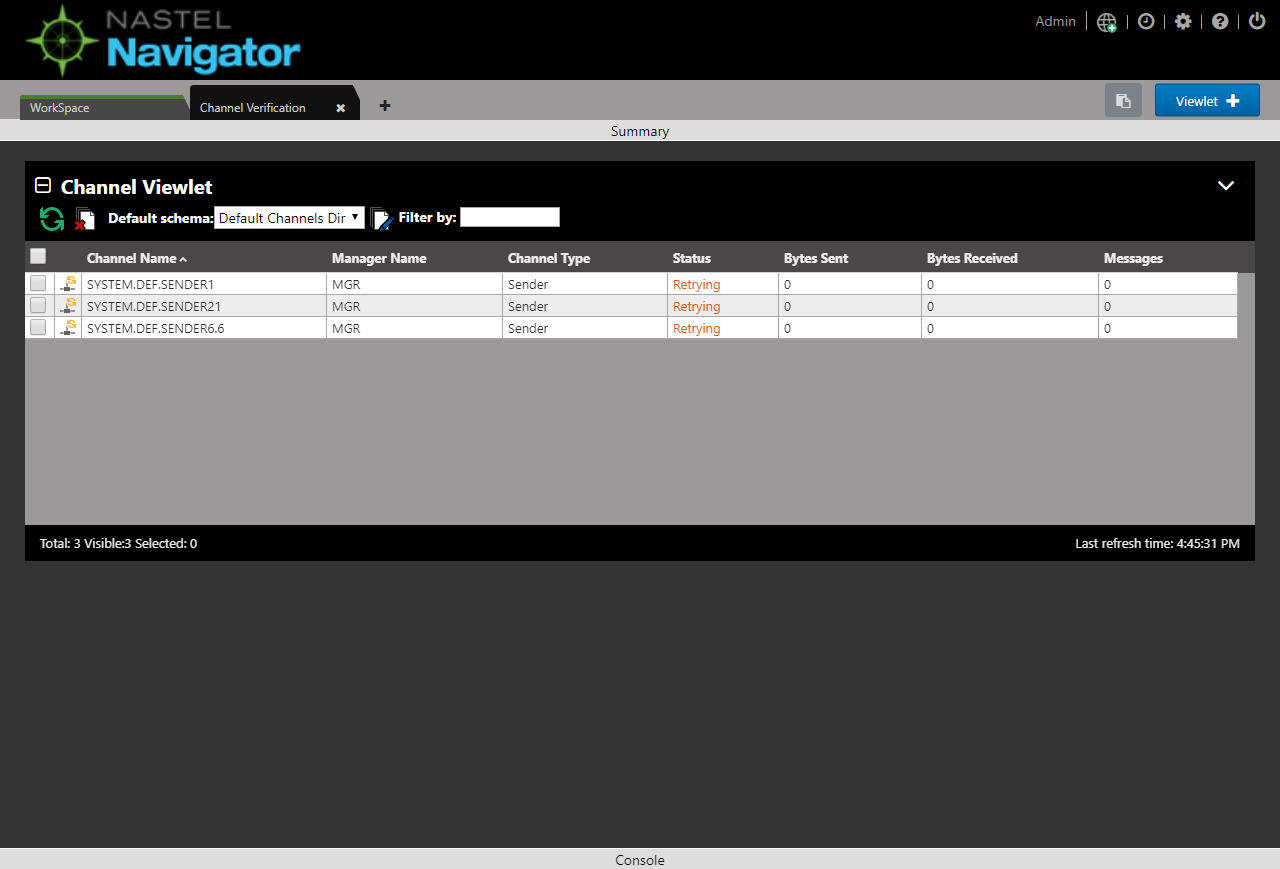 NASTEL
Navigator
Admin
WorkSpace
Channel Verification
Viewlet
Summary
Channel Viewlet
Default schema: Default Channels Dir Filter by:
Channel Name Manager Name Channel Type Status Bytes Sent Bytes Received Messages
SYSTEM.DEF.SENDER1 MGR Sender Retrying 0 0 0
SYSTEM.DEF.SENDER21 MGR Sender Retrying 0 0 0
SYSTEM.DEF.SENDER6.6 MGR Sender Retrying 0 0 0
Total: 3 Visible:3 Selected: 0
Last refresh time: 4:45:31 PM
Console